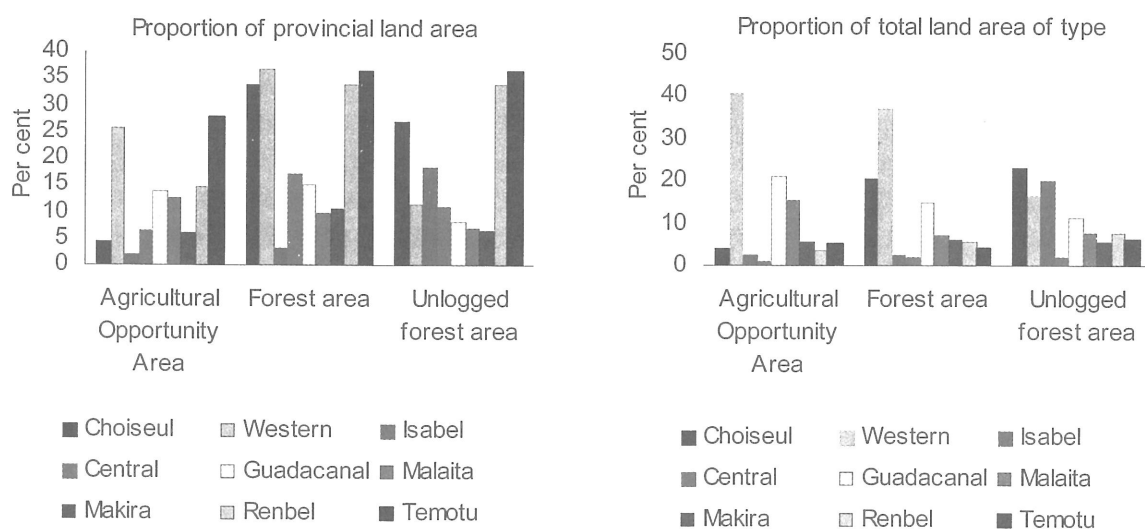 Proportion of provincial land area
40
35
30
25
20
15
10
5
0
Per cent
Agricultural
Opportunity
Area
Forest area
Unlogged
forest area
Choiseul Western Isabel
Central Guadacanal Malaita
Makira Renbel Temotu
Proportion of total land area of type
50
40
30
20
10
0
Per cent
Agricultural
Opportunity
Area
Forest area
Unlogged
forest area
Choiseul Western Isabel
Central Guadacanal Malaita
Makira Renbel Temotu